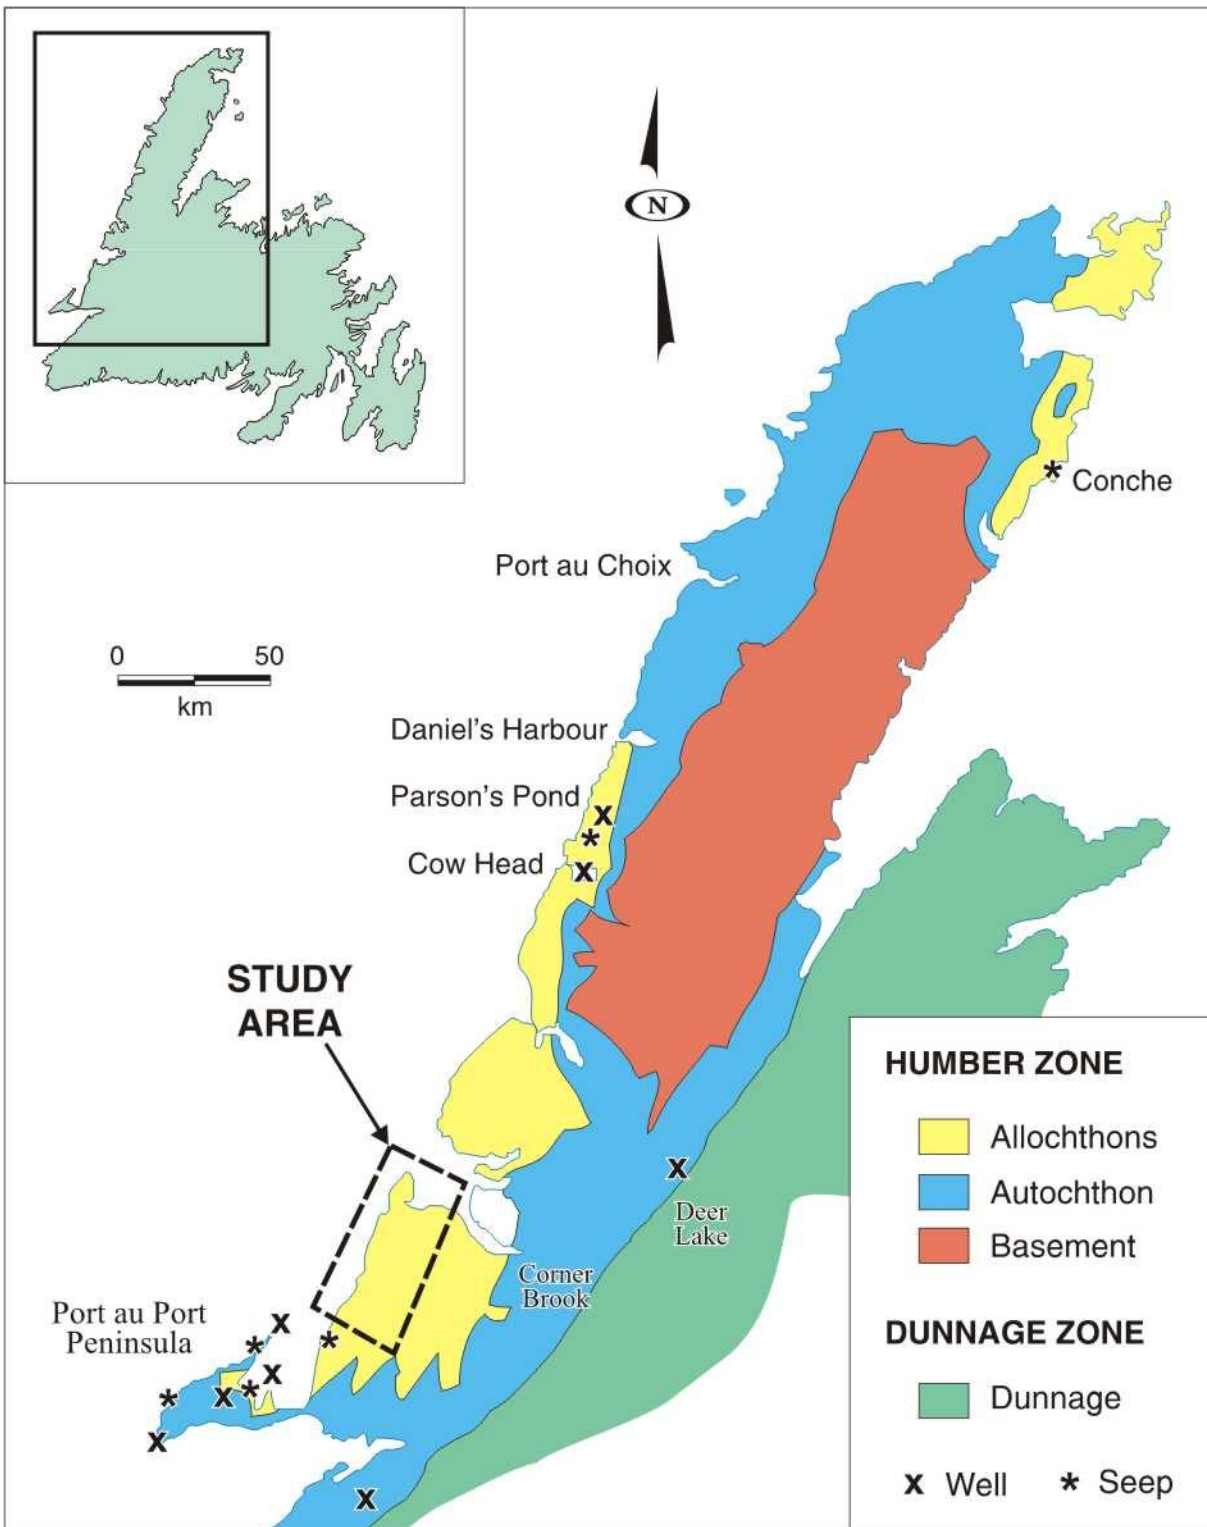 N
Conche
Port au Choix
0 50
km
Daniel's Harbour
Parson's Pond
x
*
Cow Head
x
STUDY
AREA
x
Deer
Lake
Corner
Brook
Port au Port
Peninsula
HUMBER ZONE
Allochthons
Autochthon
Basement
DUNNAGE ZONE
Dunnage
x Well * Seep